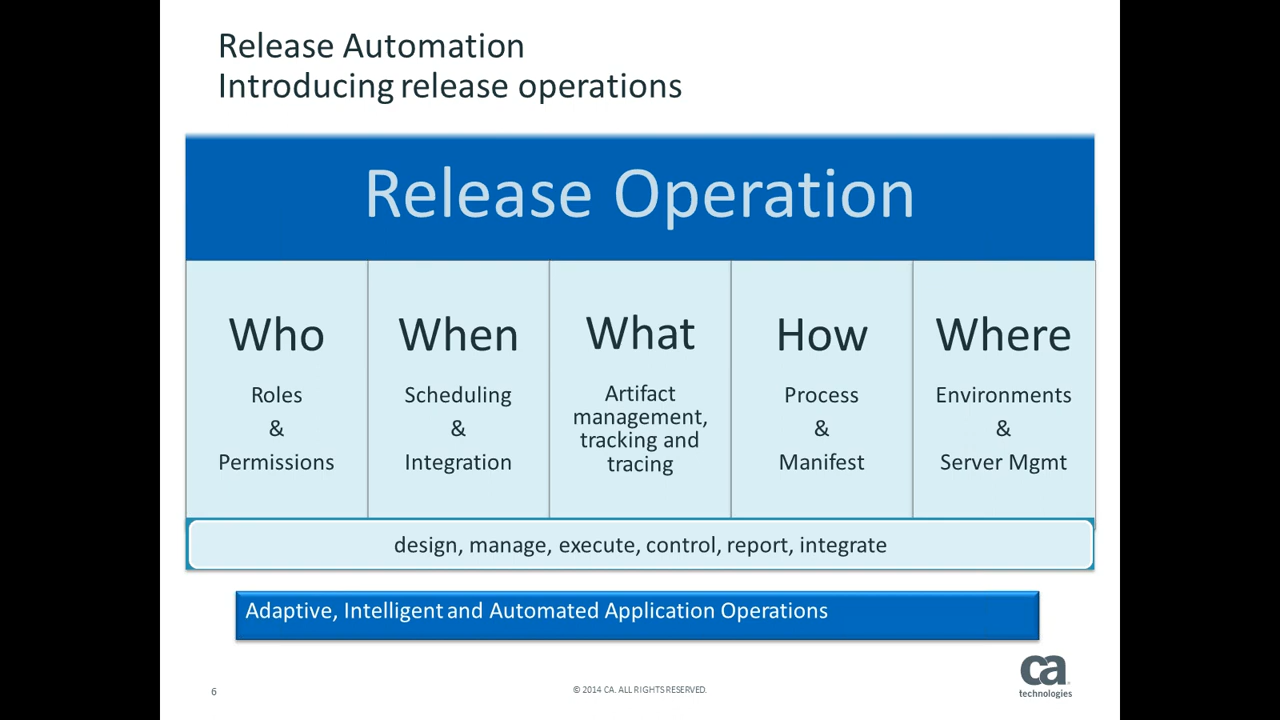 Release Automation
Introducing release operations
Release Operation
Who
Roles
&
Permissions
When
Scheduling
&
Integration
What
Artifact
management,
tracking and
tracing
How
Process
&
Manifest
Where
Environments
&
Server Mgmt
design, manage, execute, control, report, integrate
Adaptive, Intelligent and Automated Application Operations
6
© 2014 CA. ALL RIGHTS RESERVED.
ca
technologies